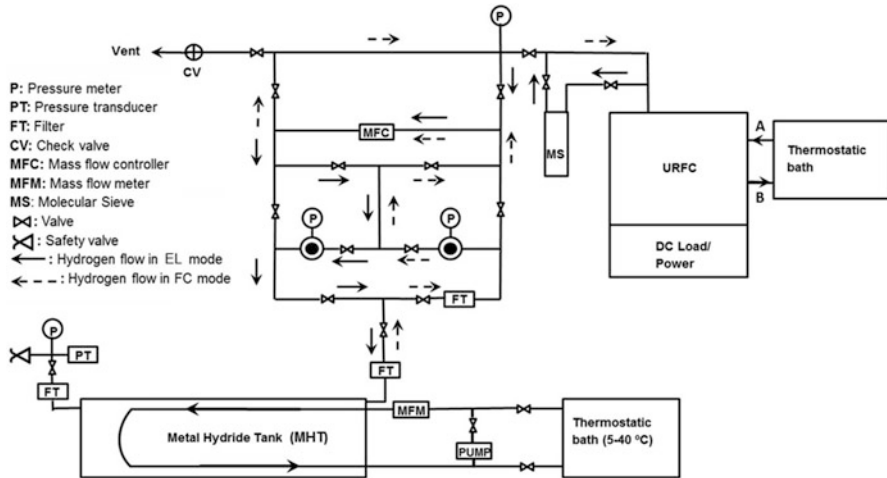 P
Vent
CV
P: Pressure meter
PT: Pressure transducer
FT: Filter
CV: Check valve
MFC: Mass flow controller
MFM: Mass flow meter
MS: Molecular Sieve
: Valve
: Safety valve
: Hydrogen flow in EL mode
: Hydrogen flow in FC mode
MFC
MS
URFC
DC Load/
Power
A
B
Thermostatic
bath
P
P
FT
FT
P
PT
FT
Metal Hydride Tank (MHT)
MFM
PUMP
Thermostatic
bath (5-40 ºC)